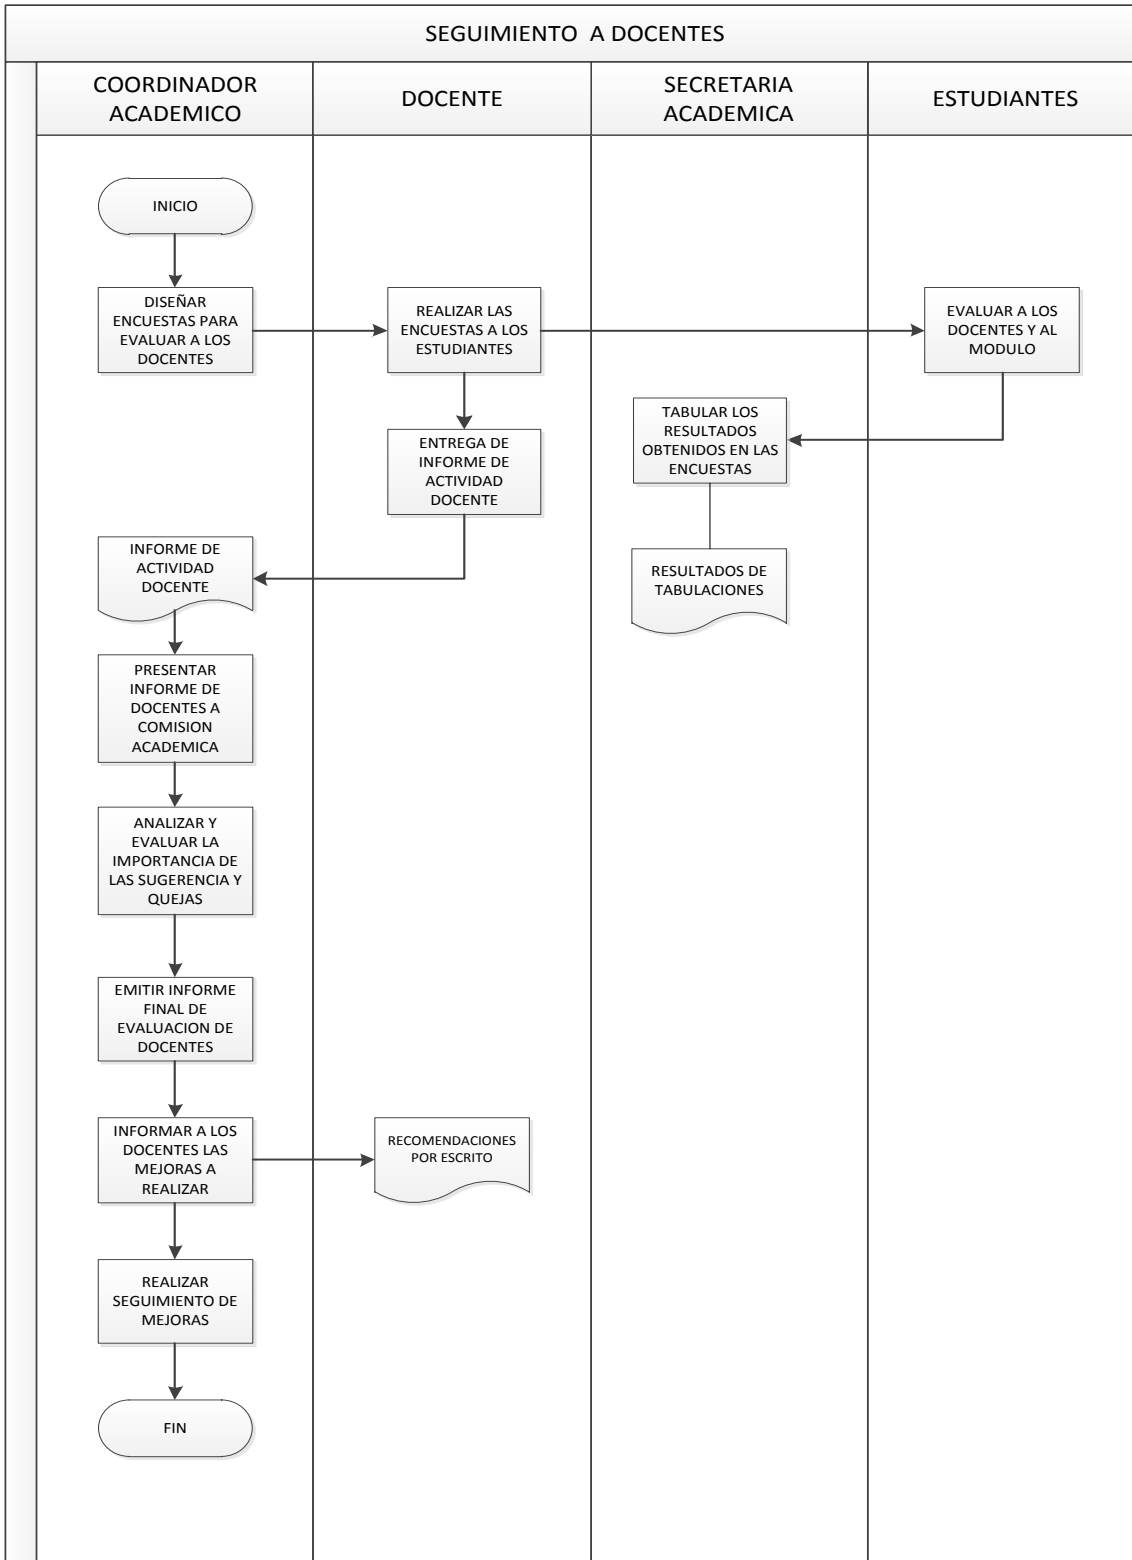 SEGUIMIENTO A DOCENTES
COORDINADOR
ACADEMICO
DOCENTE
SECRETARIA
ACADEMICA
ESTUDIANTES
INICIO
DISEÑAR
ENCUESTAS PARA
EVALUAR A LOS
DOCENTES
REALIZAR LAS
ENCUESTAS A LOS
ESTUDIANTES
EVALUAR A LOS
DOCENTES Y AL
MODULO
TABULAR LOS
RESULTADOS
OBTENIDOS EN LAS
ENCUESTAS
ENTREGA DE
INFORME DE
ACTIVIDAD
DOCENTE
INFORME DE
ACTIVIDAD
DOCENTE
RESULTADOS DE
TABULACIONES
PRESENTAR
INFORME DE
DOCENTES A
COMISION
ACADEMICA
ANALIZAR Y
EVALUAR LA
IMPORTANCIA DE
LAS SUGERENCIA Y
QUEJAS
EMITIR INFORME
FINAL DE
EVALUACION DE
DOCENTES
INFORMAR A LOS
DOCENTES LAS
MEJORAS A
REALIZAR
RECOMENDACIONES
POR ESCRITO
REALIZAR
SEGUIMIENTO DE
MEJORAS
FIN